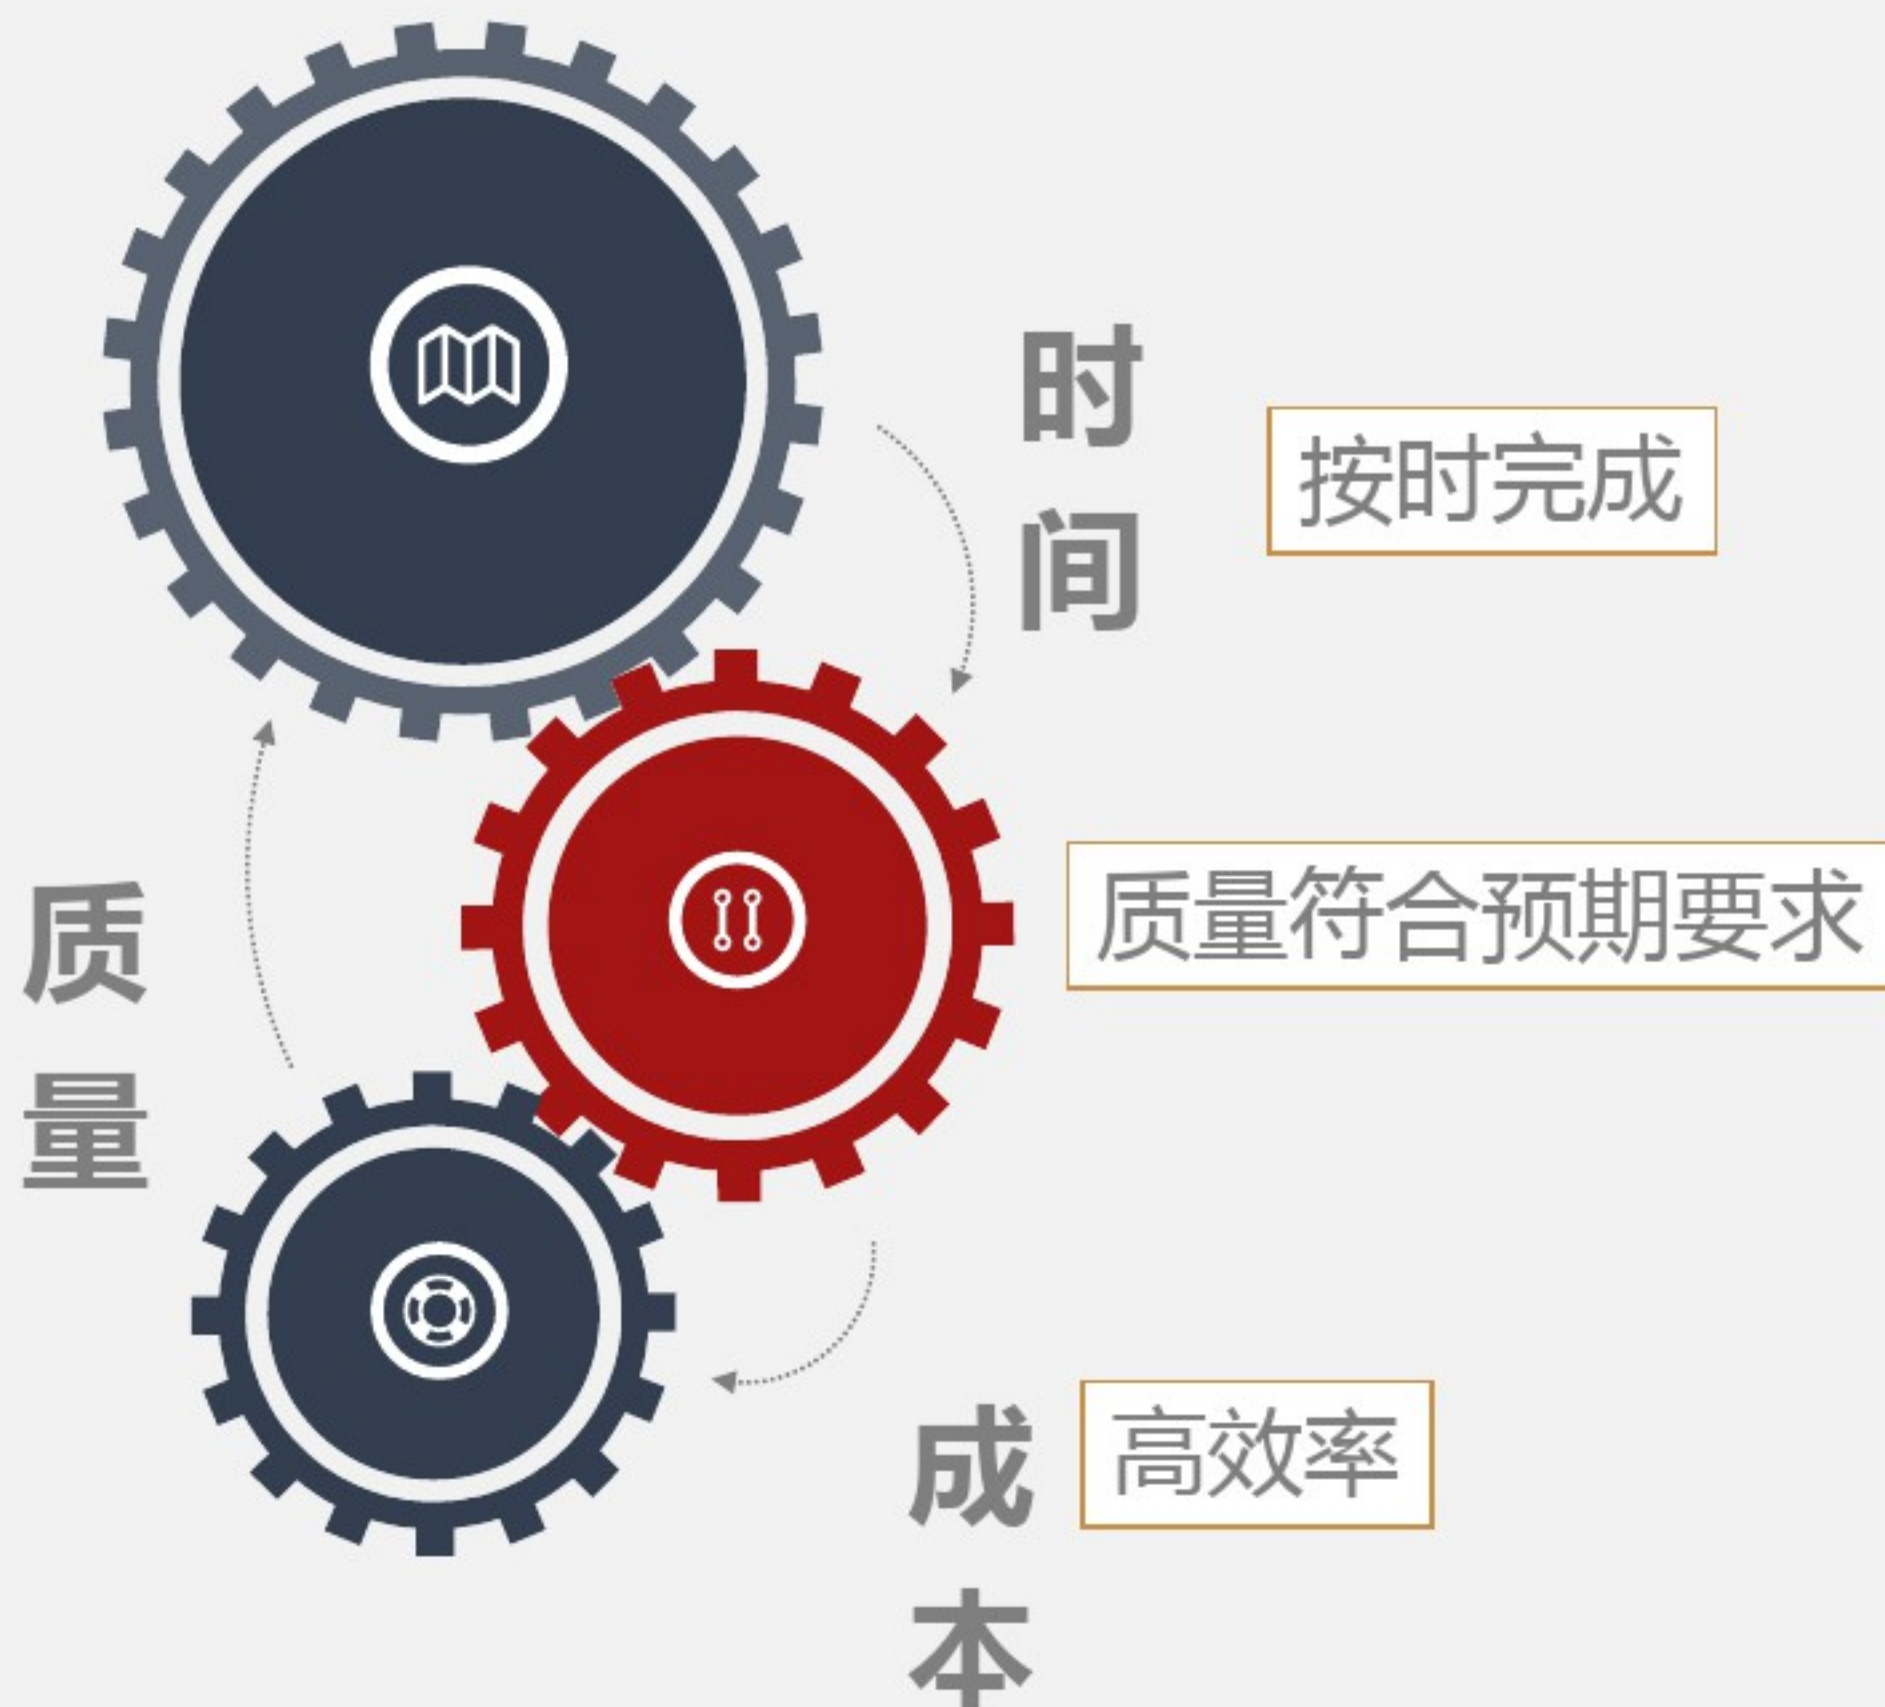 时间
按时完成
质量符合预期要求
质量
成本
高效率